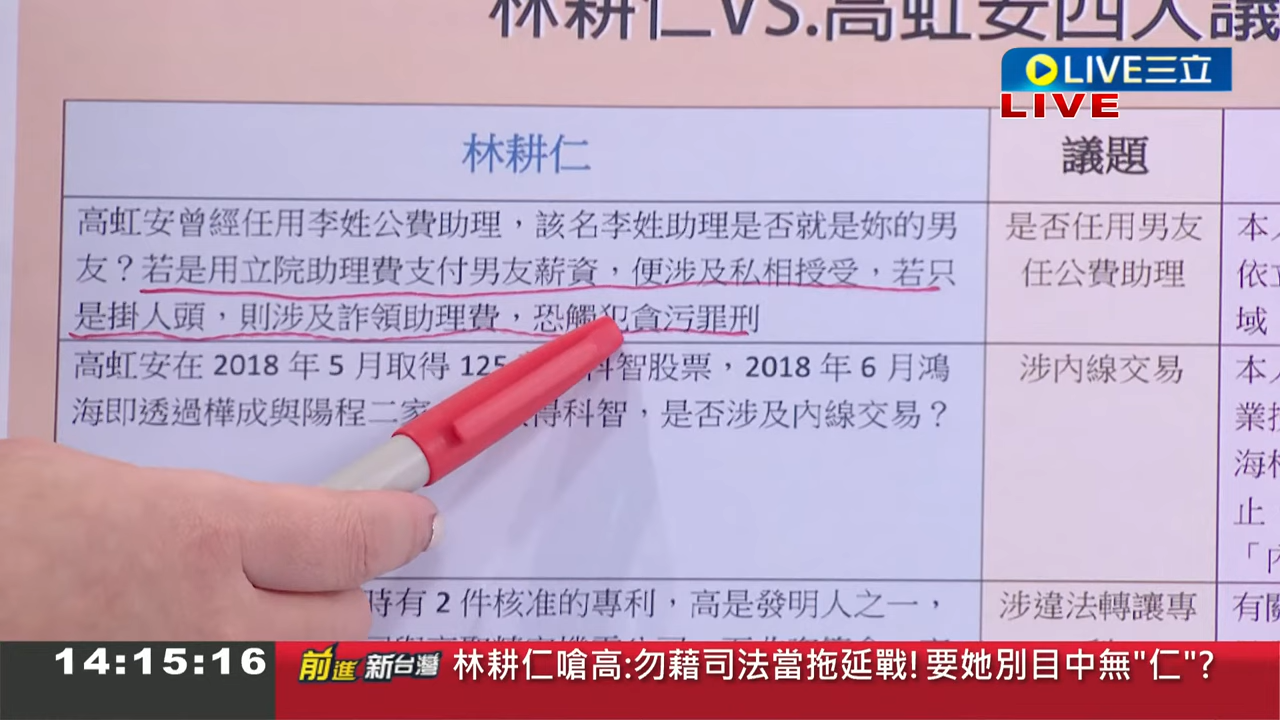 林耕仁VS.高虹安四人議
LIVE三立
LIVE
林耕仁
議題
高虹安曾經任用李姓公費助理，該名李姓助理是否就是妳的男
友？若是用立院助理費支付男友薪資，便涉及私相授受，若只
是掛人頭，則涉及詐領助理費，恐觸犯貪污罪刑
是否任用男友
任公費助理
本人
依立
域
高虹安在 2018 年 5 月取得 125 科智股票，2018 年 6 月鴻
海即透過樺成與陽程二家 得科智，是否涉及內線交易？
涉內線交易
本人
業投
海科
止
「內
時有 2 件核准的專利，高是發明人之一，
涉違法轉讓專
有關
14:15:16
前進新台灣
林耕仁嗆高:勿藉司法當拖延戰! 要她別目中無"仁"?